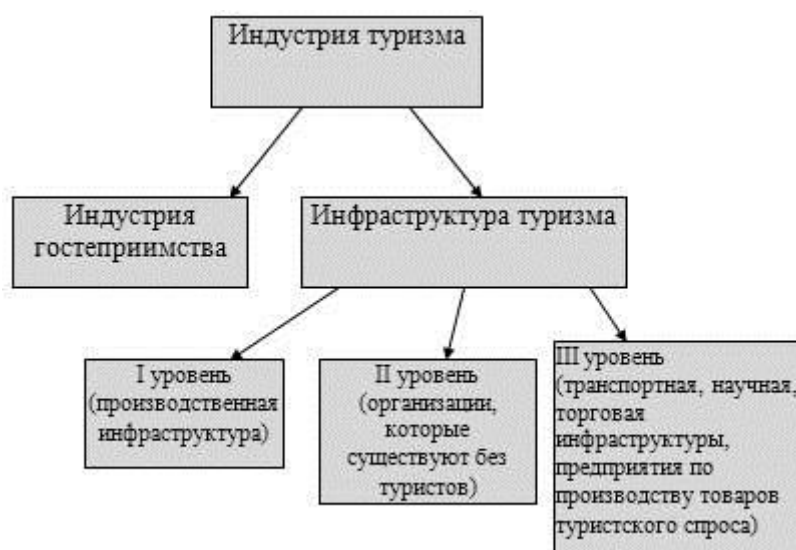 Индустрия туризма
Индустрия
гостеприимства
Инфраструктура туризма
I уровень
(производственная
инфраструктура)
II уровень
(организации,
которые
существуют без
туристов)
III уровень
(транспортная, научная,
торговая
инфраструктуры,
предприятия по
производству товаров
туристского спроса)